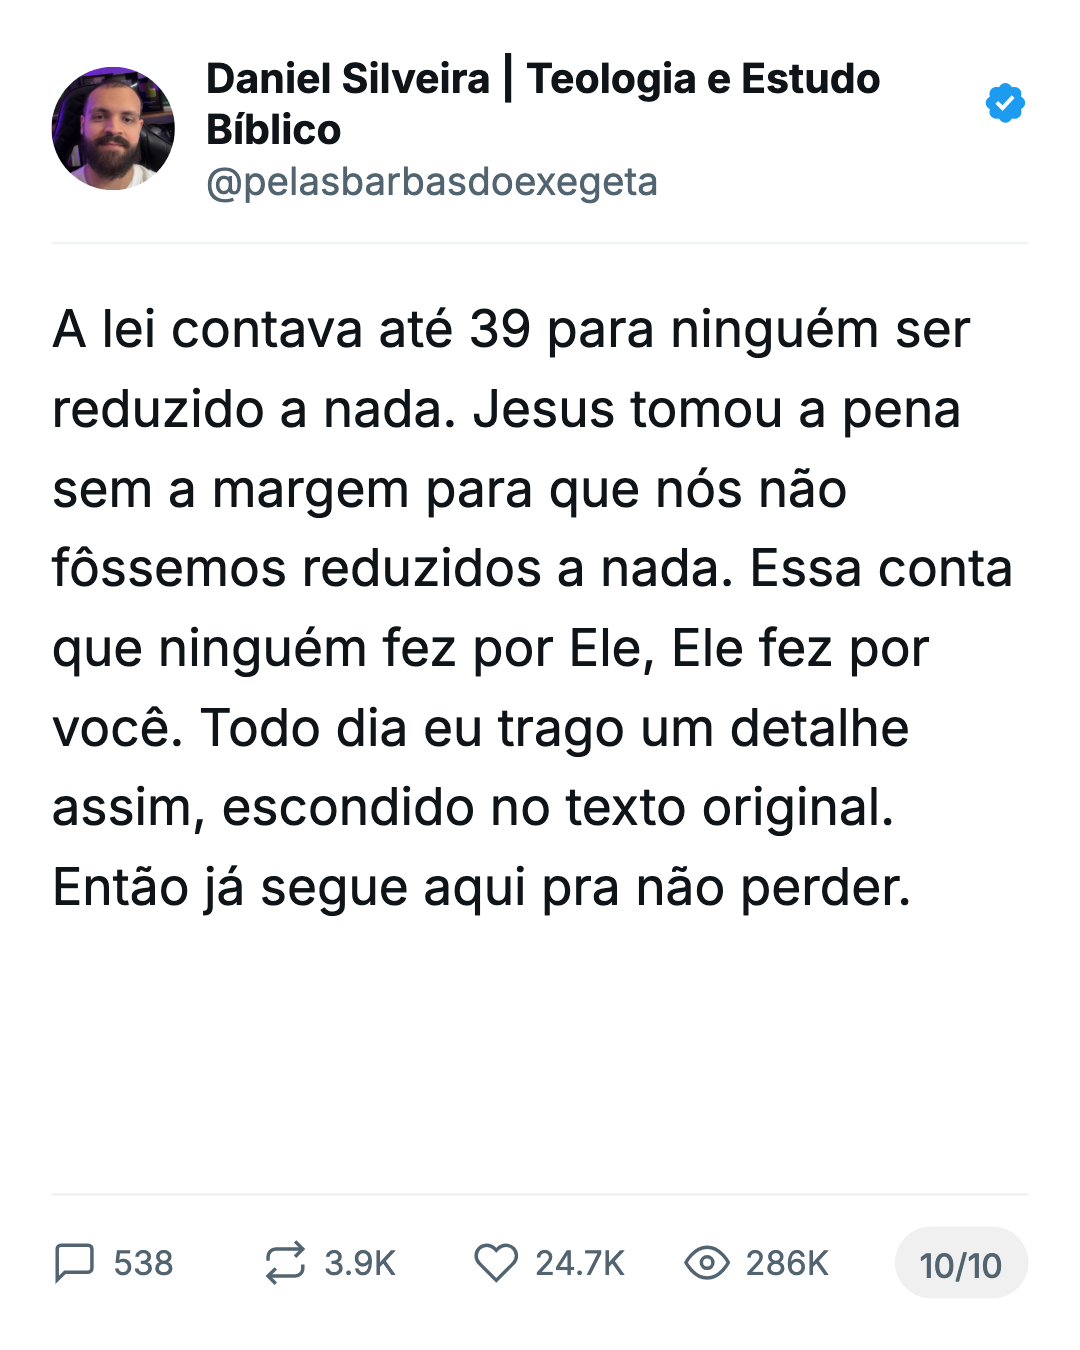 Daniel Silveira | Teologia e Estudo
Bíblico
@pelasbarbasdoexegeta
A lei contava até 39 para ninguém ser
reduzido a nada. Jesus tomou a pena
sem a margem para que nós não
fôssemos reduzidos a nada. Essa conta
que ninguém fez por Ele, Ele fez por
você. Todo dia eu trago um detalhe
assim, escondido no texto original.
Então já segue aqui pra não perder.
538 3.9K 24.7K 286K 10/10